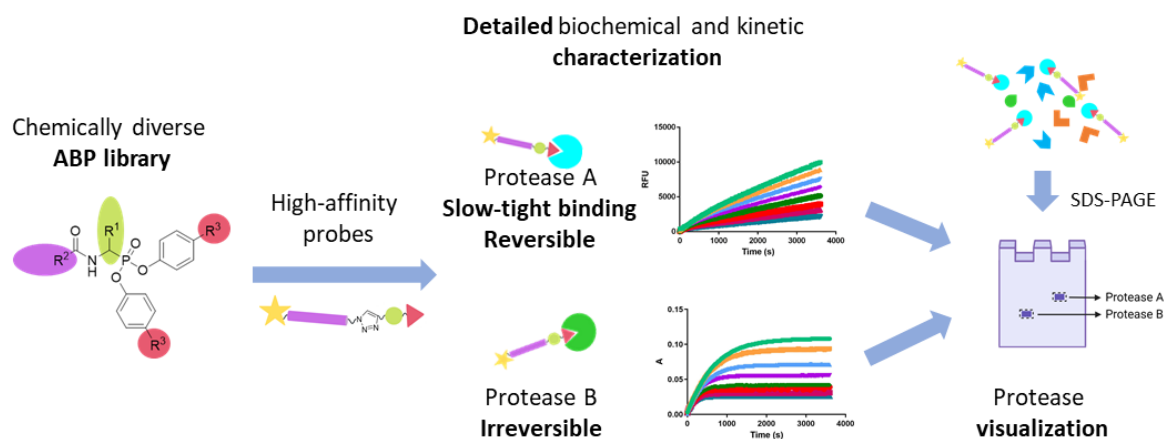 Detailed biochemical and kinetic
characterization
Chemically diverse
ABP library
R¹
O
R²
N
H
P
O
O
O
R³
R³
High-affinity
probes
N
N=N
Protease A
Slow-tight binding
Reversible
RFU
15000
10000
5000
0
0 1000 2000 3000 4000
Time (s)
Protease B
Irreversible
A
0.15
0.10
0.05
0.00
0 1000 2000 3000 4000
Time (s)
SDS-PAGE
Protease A
Protease B
Protease
visualization